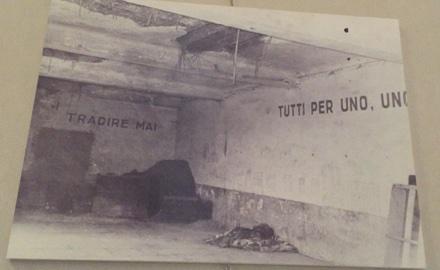 TRADIRE MAI
TUTTI PER UNO, UNO